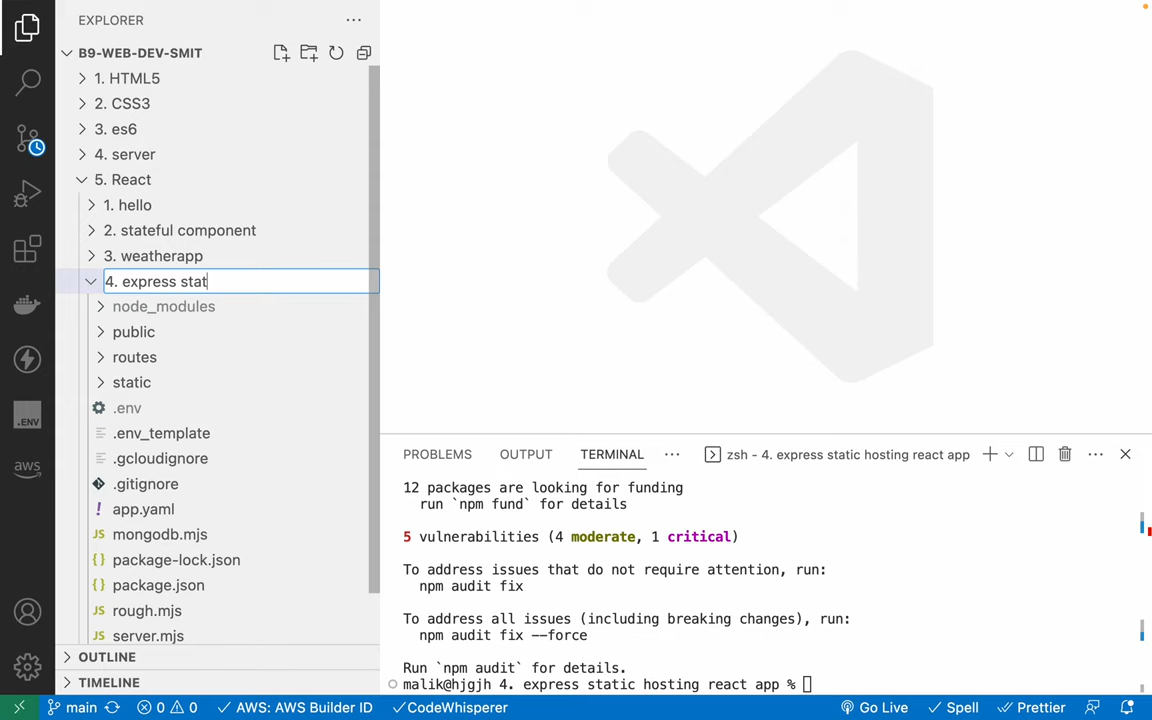 EXPLORER
B9-WEB-DEV-SMIT
1. HTML5
2. CSS3
3. es6
4. server
5. React
1. hello
2. stateful component
3. weatherapp
4. express stat
node_modules
public
routes
static
.env
.env_template
.gcloudignore
.gitignore
! app.yaml
JS mongodb.mjs
{} package-lock.json
{} package.json
JS rough.mjs
JS server.mjs
OUTLINE
TIMELINE
.ENV
aws
PROBLEMS OUTPUT TERMINAL ··· zsh - 4. express static hosting react app
12 packages are looking for funding
run `npm fund` for details
5 vulnerabilities (4 moderate, 1 critical)
To address issues that do not require attention, run:
npm audit fix
To address all issues (including breaking changes), run:
npm audit fix --force
Run `npm audit` for details.
malik@hjgjh 4. express static hosting react app %
main 0 0 AWS: AWS Builder ID CodeWhisperer Go Live Spell Prettier